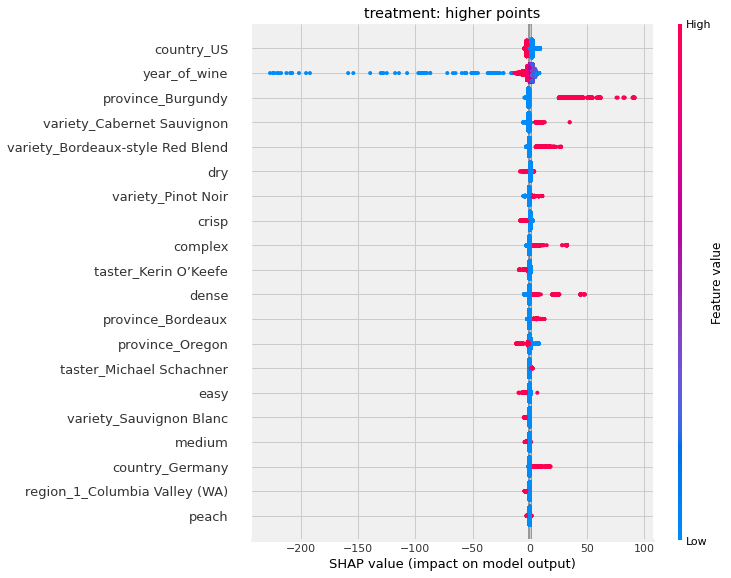 treatment: higher points
High
country_US
year_of_wine
province_Burgundy
variety_Cabernet Sauvignon
variety_Bordeaux-style Red Blend
dry
variety_Pinot Noir
crisp
complex
taster_Kerin O’Keefe
dense
province_Bordeaux
province_Oregon
taster_Michael Schachner
easy
variety_Sauvignon Blanc
medium
country_Germany
region_1_Columbia Valley (WA)
peach
Feature value
Low
−200 −150 −100 −50 0 50 100
SHAP value (impact on model output)